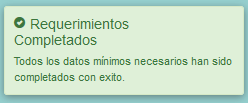 Requerimientos
Completados
Todos los datos mínimos necesarios han sido
completados con exito.